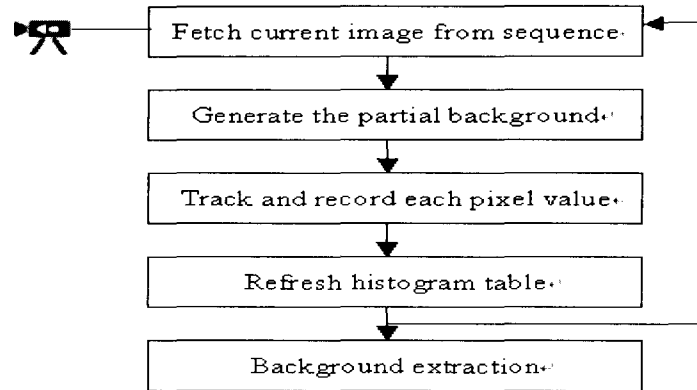 Fetch current image from sequence
Generate the partial background
Track and record each pixel value
Refresh histogram table
Background extraction